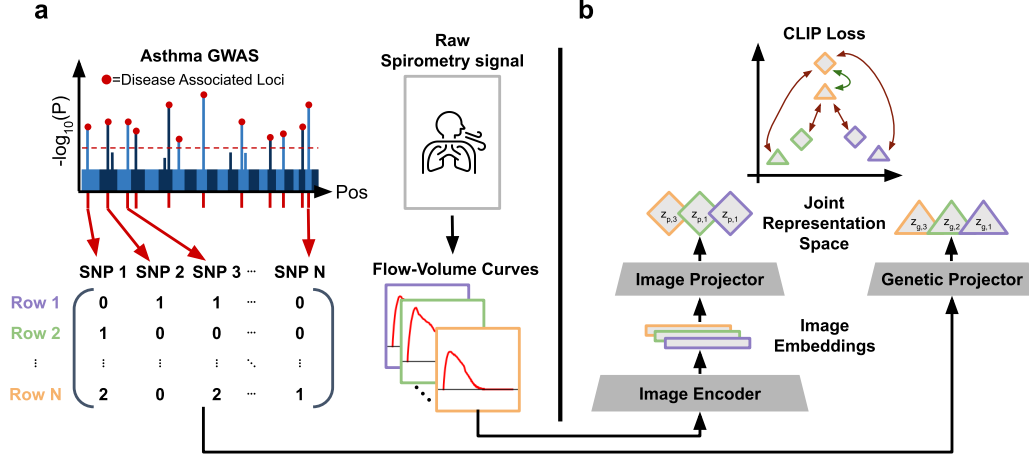 a
Asthma GWAS
=Disease Associated Loci
-log10(P)
Pos
SNP 1 SNP 2 SNP 3 ... SNP N
Row 1 0 1 1 ... 0
Row 2 1 0 0 ... 0
⋮ ⋮ ⋮ ⋮ ⋱ ⋮
Row N 2 0 2 ... 1
Raw
Spirometry signal
Flow-Volume Curves
b
CLIP Loss
zp,3 zp,1 zp,1
Joint
Representation
Space
zg,3 zg,2 zg,1
Image Projector
Genetic Projector
Image
Embeddings
Image Encoder